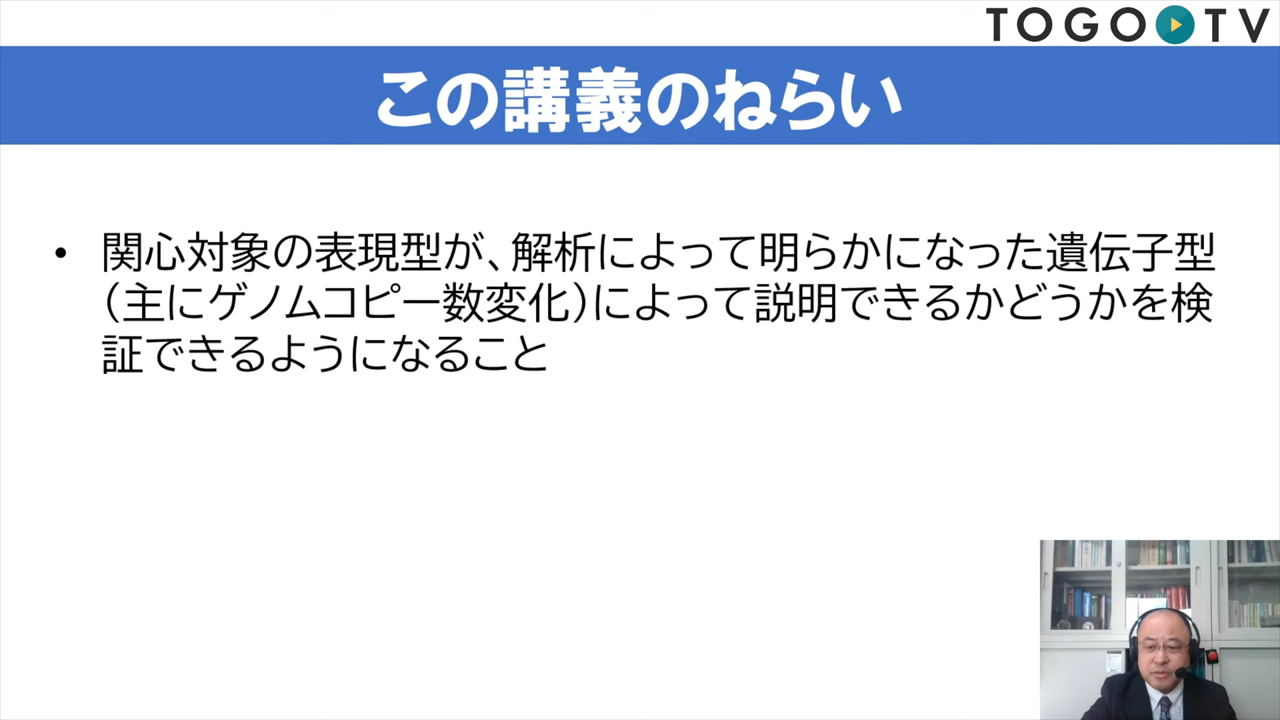 TOGO TV
この講義のねらい
• 関心対象の表現型が、解析によって明らかになった遺伝子型
（主にゲノムコピー数変化）によって説明できるかどうかを検
証できるようになること